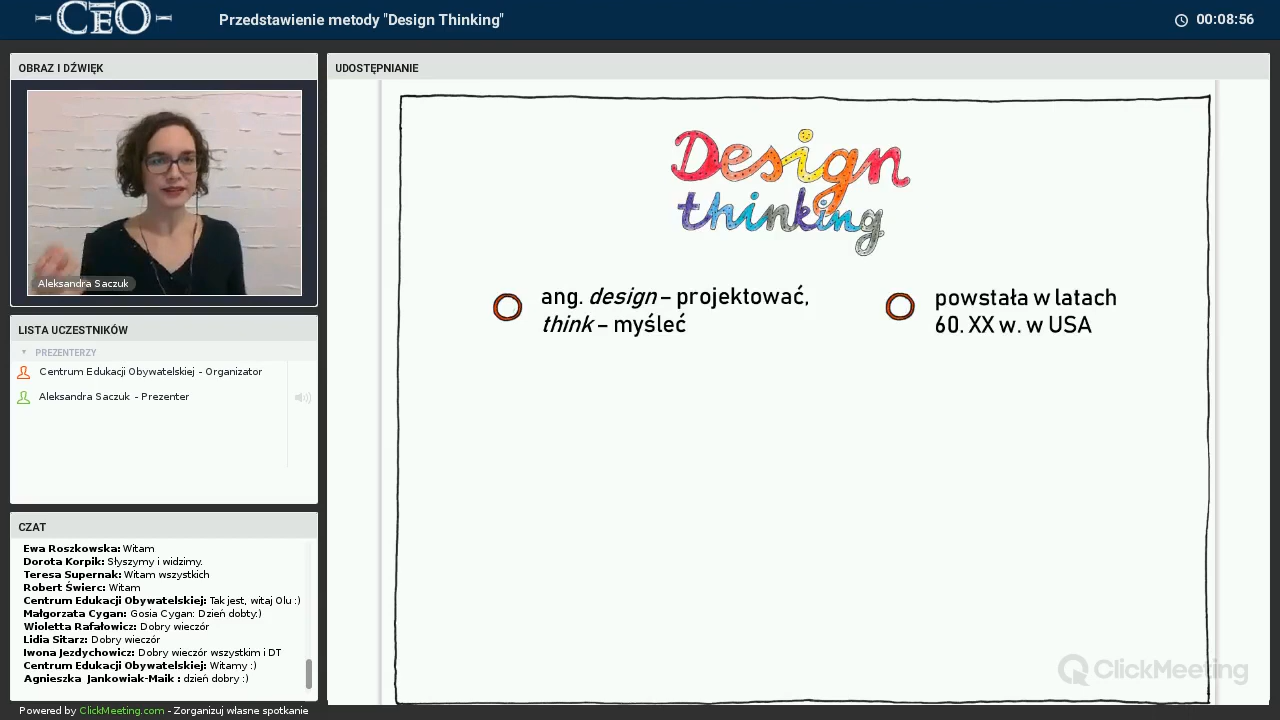 CEO
Przedstawienie metody "Design Thinking"
00:08:56
OBRAZ I DŹWIĘK
Aleksandra Saczuk
LISTA UCZESTNIKÓW
PREZENTERZY
Centrum Edukacji Obywatelskiej - Organizator
Aleksandra Saczuk - Prezenter
CZAT
Ewa Roszkowska: Witam
Dorota Korpik: Słyszymy i widzimy.
Teresa Supernak: Witam wszystkich
Robert Świerc: Witam
Centrum Edukacji Obywatelskiej: Tak jest, witaj Olu :)
Małgorzata Cygan: Gosia Cygan: Dzień dobty:)
Wioletta Rafałowicz: Dobry wieczór
Lidia Sitarz: Dobry wieczór
Iwona Jezdychowicz: Dobry wieczór wszystkim i DT
Centrum Edukacji Obywatelskiej: Witamy :)
Agnieszka Jankowiak-Maik : dzień dobry :)
Powered by ClickMeeting.com - Zorganizuj własne spotkanie
UDOSTĘPNIANIE
Design
thinking
ang. design – projektować,
think – myśleć
powstała w latach
60. XX w. w USA
ClickMeeting